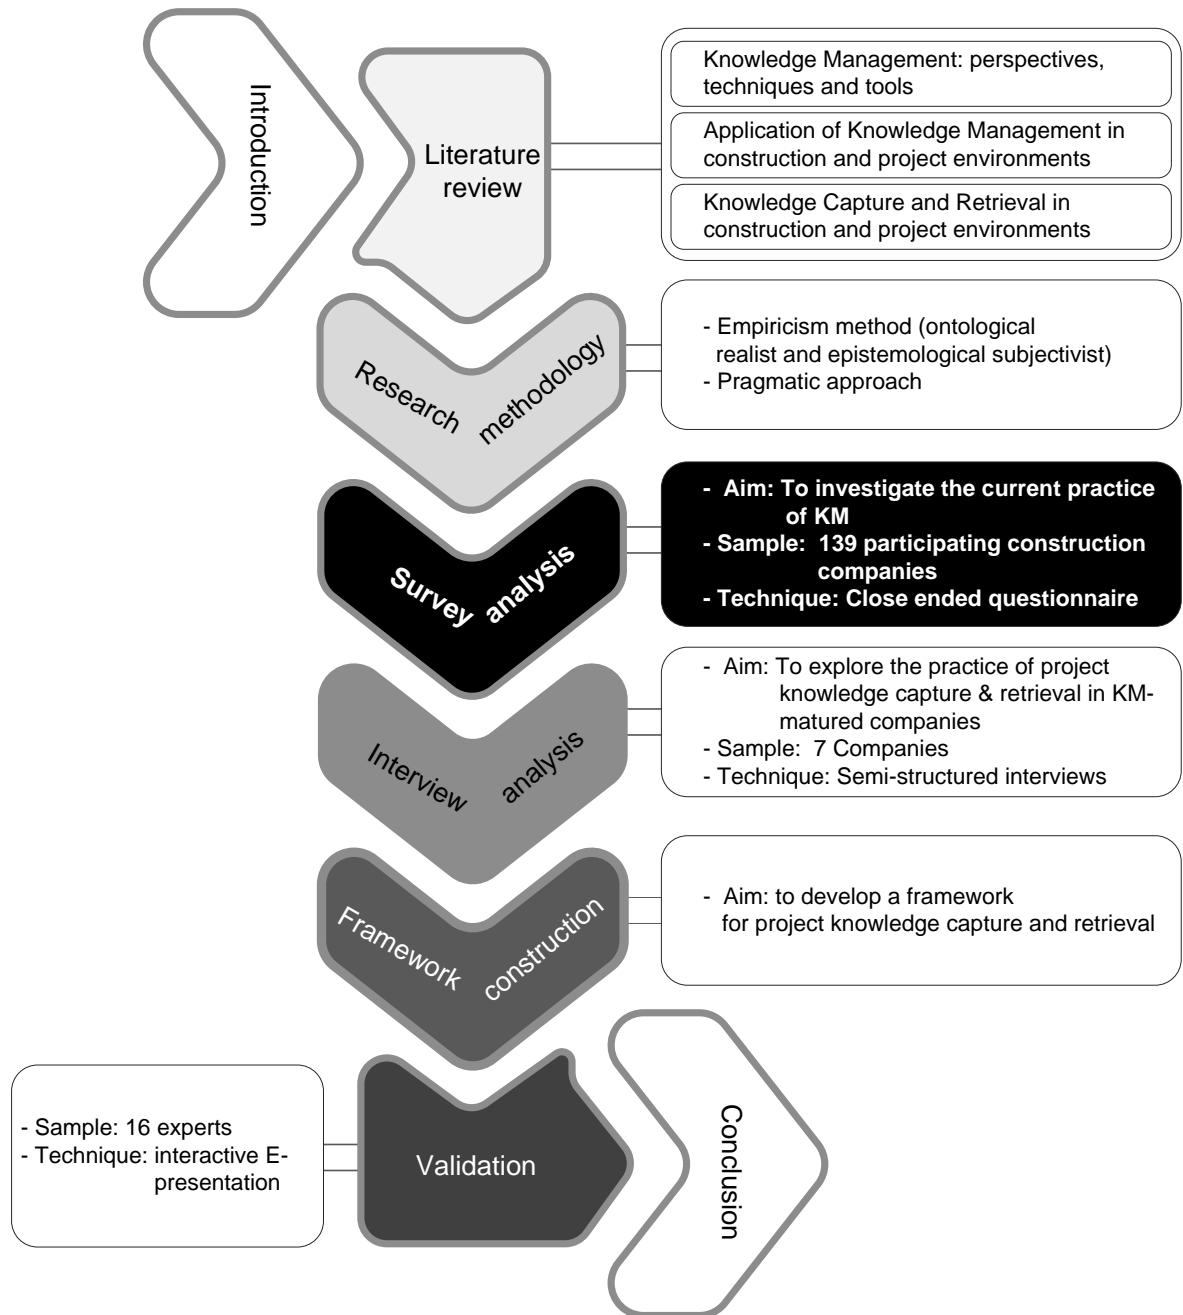 Introduction
Literature
review
Knowledge Management: perspectives,
techniques and tools
Application of Knowledge Management in
construction and project environments
Knowledge Capture and Retrieval in
construction and project environments
Research methodology
- Empiricism method (ontological
realist and epistemological subjectivist)
- Pragmatic approach
Survey analysis
- Aim: To investigate the current practice
of KM
- Sample: 139 participating construction
companies
- Technique: Close ended questionnaire
Interview analysis
- Aim: To explore the practice of project
knowledge capture & retrieval in KM-
matured companies
- Sample: 7 Companies
- Technique: Semi-structured interviews
Framework construction
- Aim: to develop a framework
for project knowledge capture and retrieval
- Sample: 16 experts
- Technique: interactive E-
presentation
Validation
Conclusion